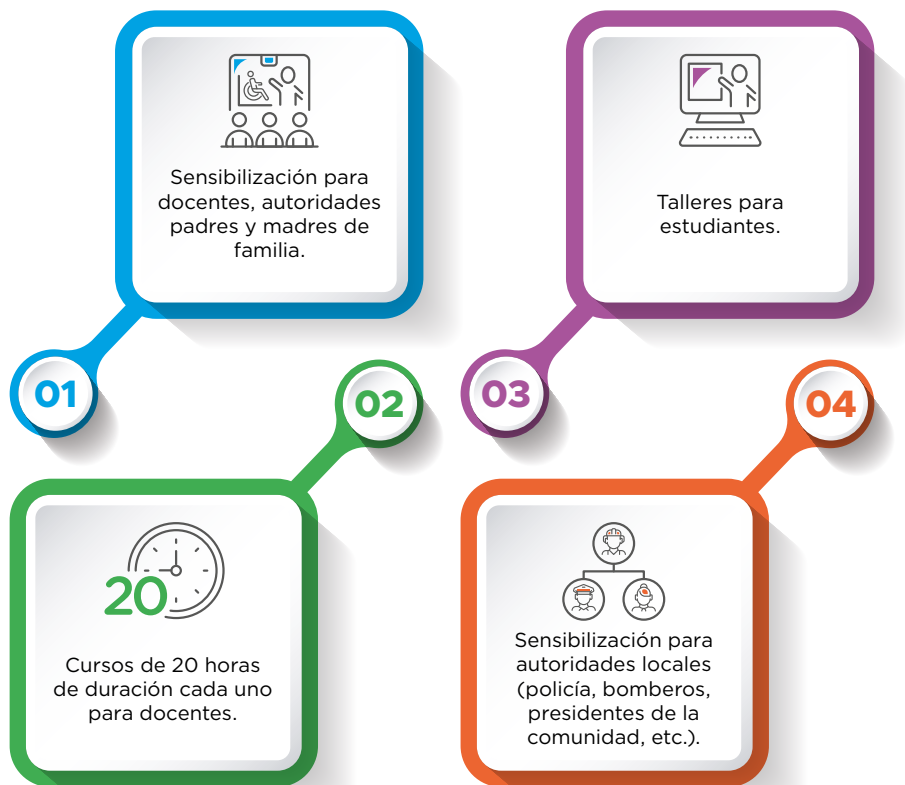 Sensibilización para
docentes, autoridades
padres y madres de
familia.
01
02
20
Cursos de 20 horas
de duración cada uno
para docentes.
Talleres para
estudiantes.
03
04
Sensibilización para
autoridades locales
(policía, bomberos,
presidentes de la
comunidad, etc.).